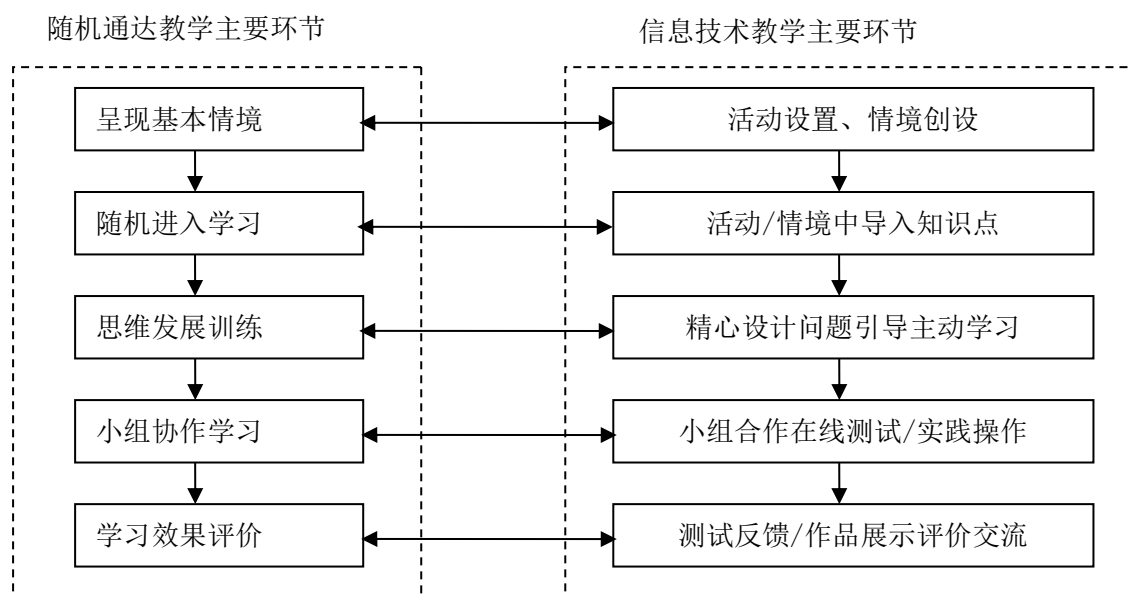 随机通达教学主要环节
信息技术教学主要环节
呈现基本情境
活动设置、情境创设
随机进入学习
活动/情境中导入知识点
思维发展训练
精心设计问题引导主动学习
小组协作学习
小组合作在线测试/实践操作
学习效果评价
测试反馈/作品展示评价交流